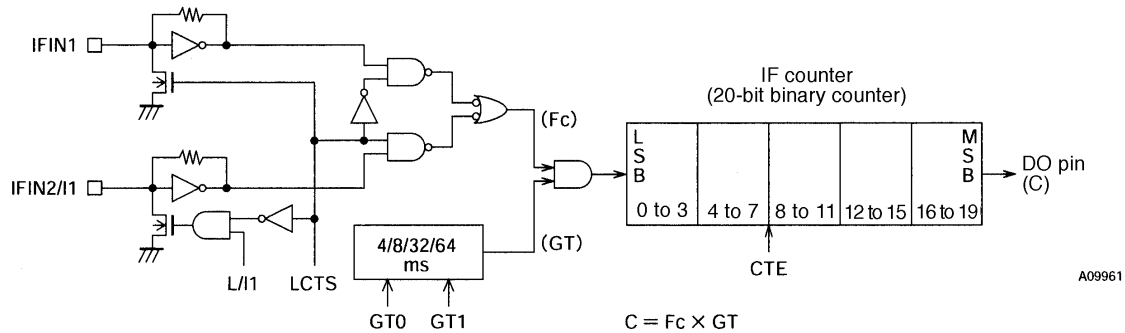 IFIN1
IFIN2/I1
L/I1
LCTS
4/8/32/64
ms
GT0
GT1
(Fc)
(GT)
IF counter
(20-bit binary counter)
LSB
MSB
0 to 3
4 to 7
8 to 11
12 to 15
16 to 19
DO pin
(C)
CTE
C = Fc × GT
A09961